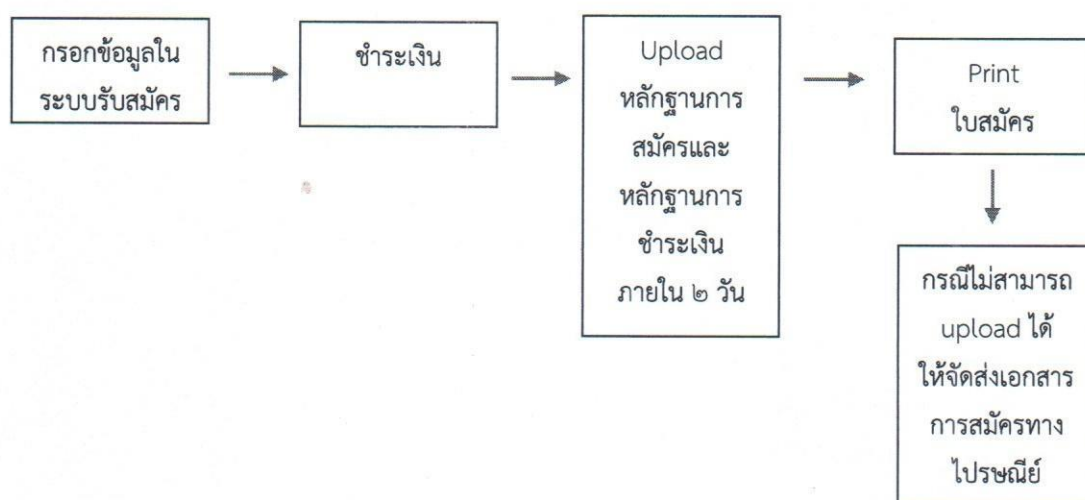 กรอกข้อมูลใน
ระบบรับสมัคร
ชำระเงิน
Upload
หลักฐานการ
สมัครและ
หลักฐานการ
ชำระเงิน
ภายใน ๒ วัน
Print
ใบสมัคร
กรณีไม่สามารถ
upload ได้
ให้จัดส่งเอกสาร
การสมัครทาง
ไปรษณีย์